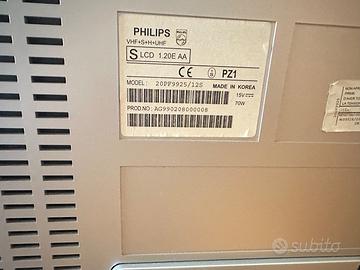 PHILIPS
VHF+S+H+UHF
S LCD 1.20E AA
CE PZ1
MODEL: 20PF9925/12S MADE IN KOREA
15V
70W
PROD.NO: AG990208000008
subito